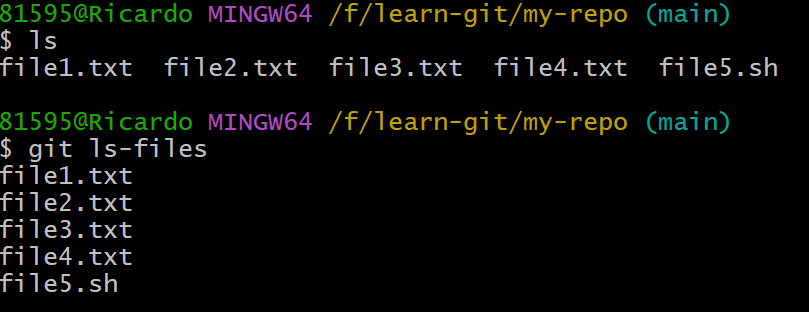 81595@Ricardo MINGW64 /f/learn-git/my-repo (main)
$ ls
file1.txt  file2.txt  file3.txt  file4.txt  file5.sh
81595@Ricardo MINGW64 /f/learn-git/my-repo (main)
$ git ls-files
file1.txt
file2.txt
file3.txt
file4.txt
file5.sh